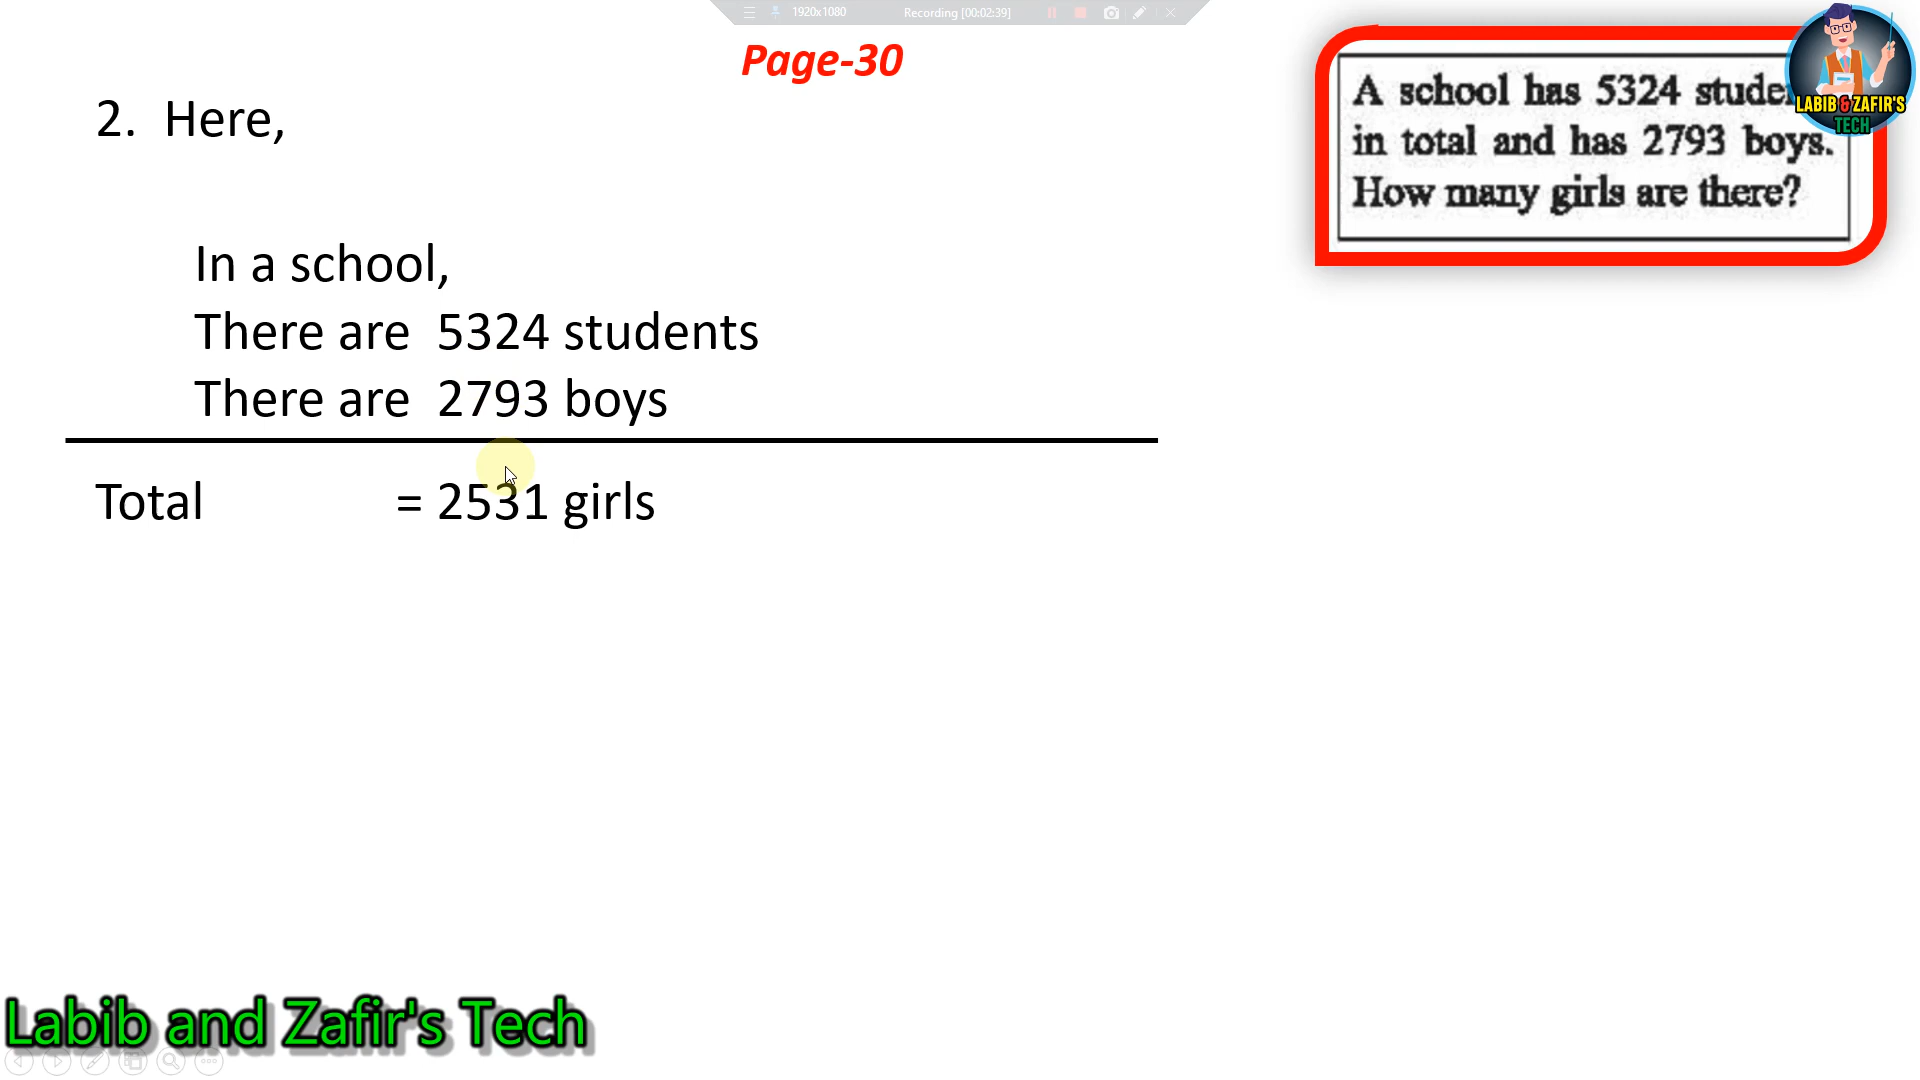 1920x1080 Recording [00:02:39]
Page-30
A school has 5324
in total and has 2793 boys.
How many girls are there?
LABIB & ZAFIR'S
TECH
2. Here,
In a school,
There are 5324 students
There are 2793 boys
Total = 2531 girls
Labib and Zafir's Tech